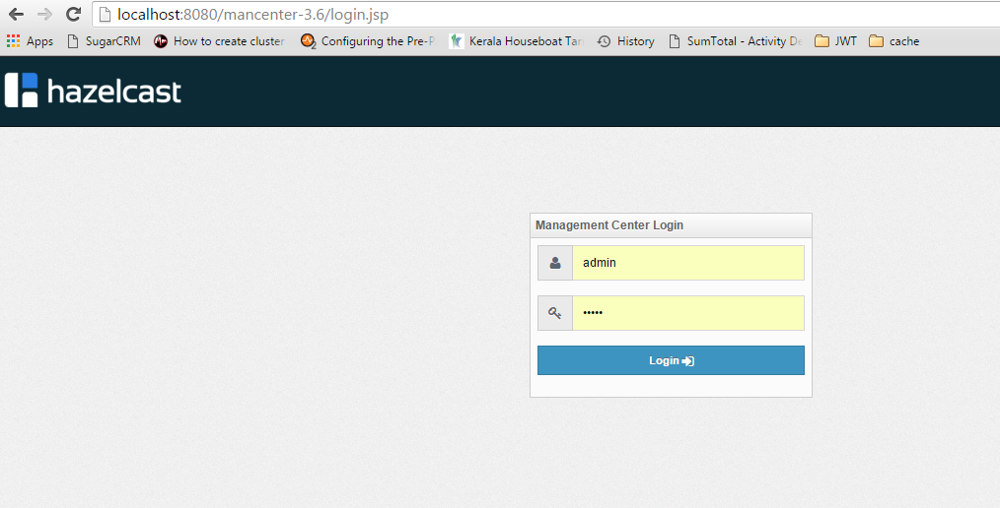 localhost:8080/mancenter-3.6/login.jsp
Apps SugarCRM How to create cluster Configuring the Pre-P Kerala Houseboat Tar History SumTotal - Activity De JWT cache
hazelcast
Management Center Login
admin
•••••
Login